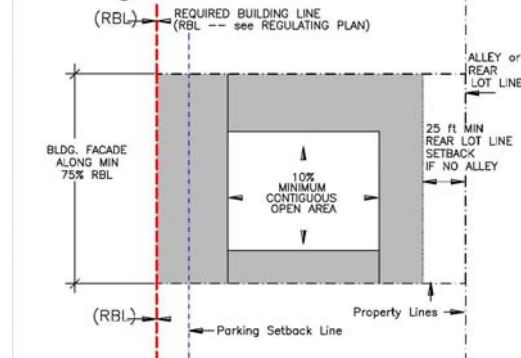 (RBL)
REQUIRED BUILDING LINE
(RBL -- see REGULATING PLAN)
ALLEY or
REAR
LOT LINE
25 ft MIN
REAR LOT LINE
SETBACK
IF NO ALLEY
BLDG. FACADE
ALONG MIN
75% RBL
10%
MINIMUM
CONTIGUOUS
OPEN AREA
(RBL)
Property Lines
Parking Setback Line